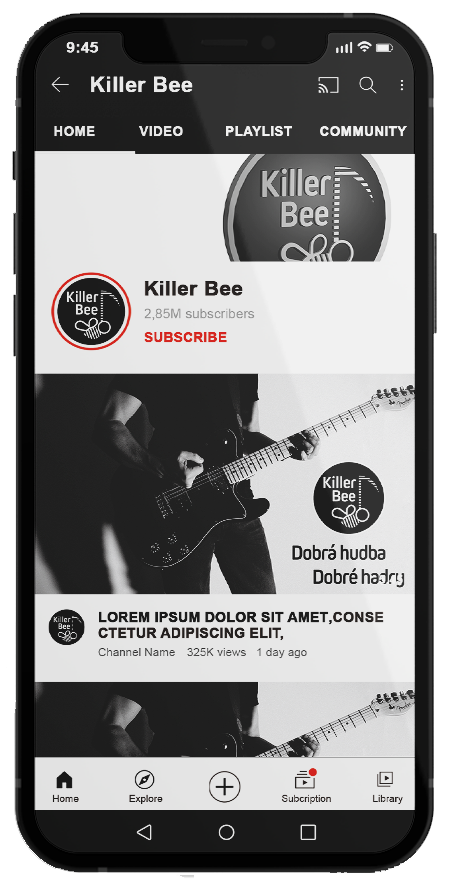 9:45
Killer Bee
HOME VIDEO PLAYLIST COMMUNITY
Killer
Bee
Killer
Bee
Killer Bee
2,85M subscribers
SUBSCRIBE
Killer
Bee
Dobrá hudba
Dobré hadry
Killer
Bee
LOREM IPSUM DOLOR SIT AMET,CONSE
CTETUR ADIPISCING ELIT,
Channel Name 325K views 1 day ago
Home Explore Subcription Library